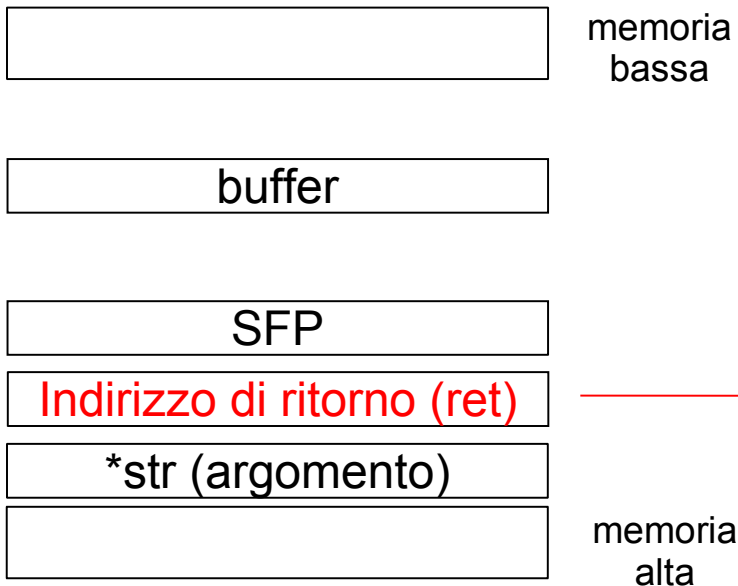 memoria
bassa
buffer
SFP
Indirizzo di ritorno (ret)
*str (argomento)
memoria
alta